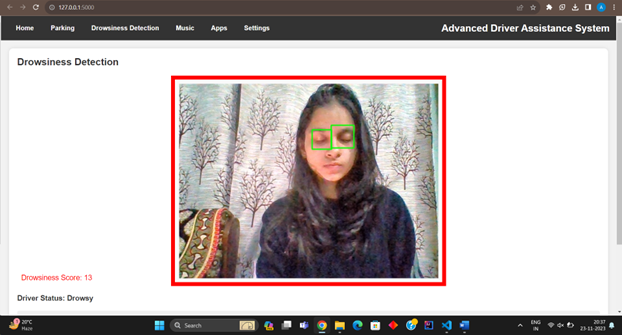 127.0.0.1:5000
Home Parking Drowsiness Detection Music Apps Settings Advanced Driver Assistance System
Drowsiness Detection
Drowsiness Score: 13
Driver Status: Drowsy
20°C
Haze
Search
ENG
IN
20:37
23-11-2023